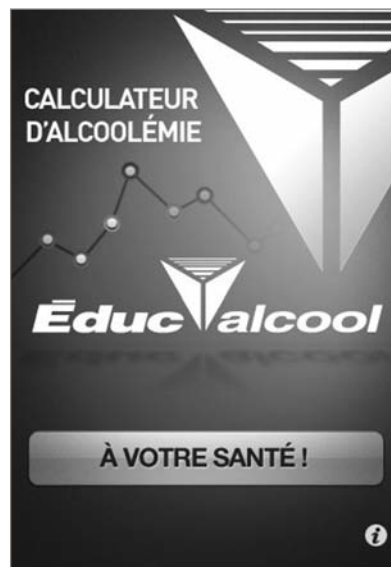 CALCULATEUR
D'ALCOOLÉMIE
Éduc alcool
À VOTRE SANTÉ !
i